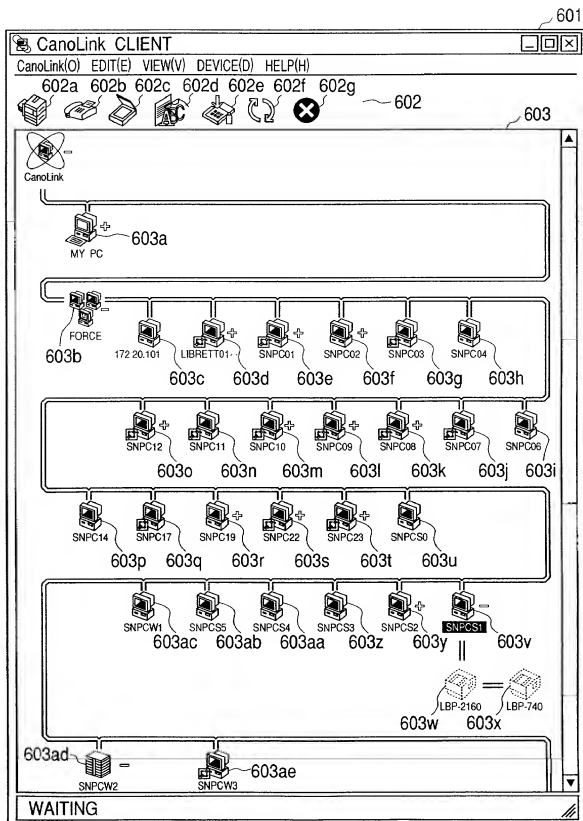 601
CanoLink CLIENT
CanoLink(O) EDIT(E) VIEW(V) DEVICE(D) HELP(H)
602a 602b 602c 602d 602e 602f 602g
602
ABC
603
CanoLink
MY PC
603a
FORCE 172 20.101 LIBRETT01-· SNPC01 SNPC02 SNPC03 SNPC04
603b 603c 603d 603e 603f 603g 603h
SNPC12 SNPC11 SNPC10 SNPC09 SNPC08 SNPC07 SNPC06
603o 603n 603m 603l 603k 603j 603i
SNPC14 SNPC17 SNPC19 SNPC22 SNPC23 SNPCS0
603p 603q 603r 603s 603t 603u
SNPCW1 SNPCS5 SNPCS4 SNPCS3 SNPCS2 SNPCS1
603ac 603ab 603aa 603z 603y 603v
LBP-2160 LBP-740
603w 603x
603ad
603ae
SNPCW2 SNPCW3
WAITING